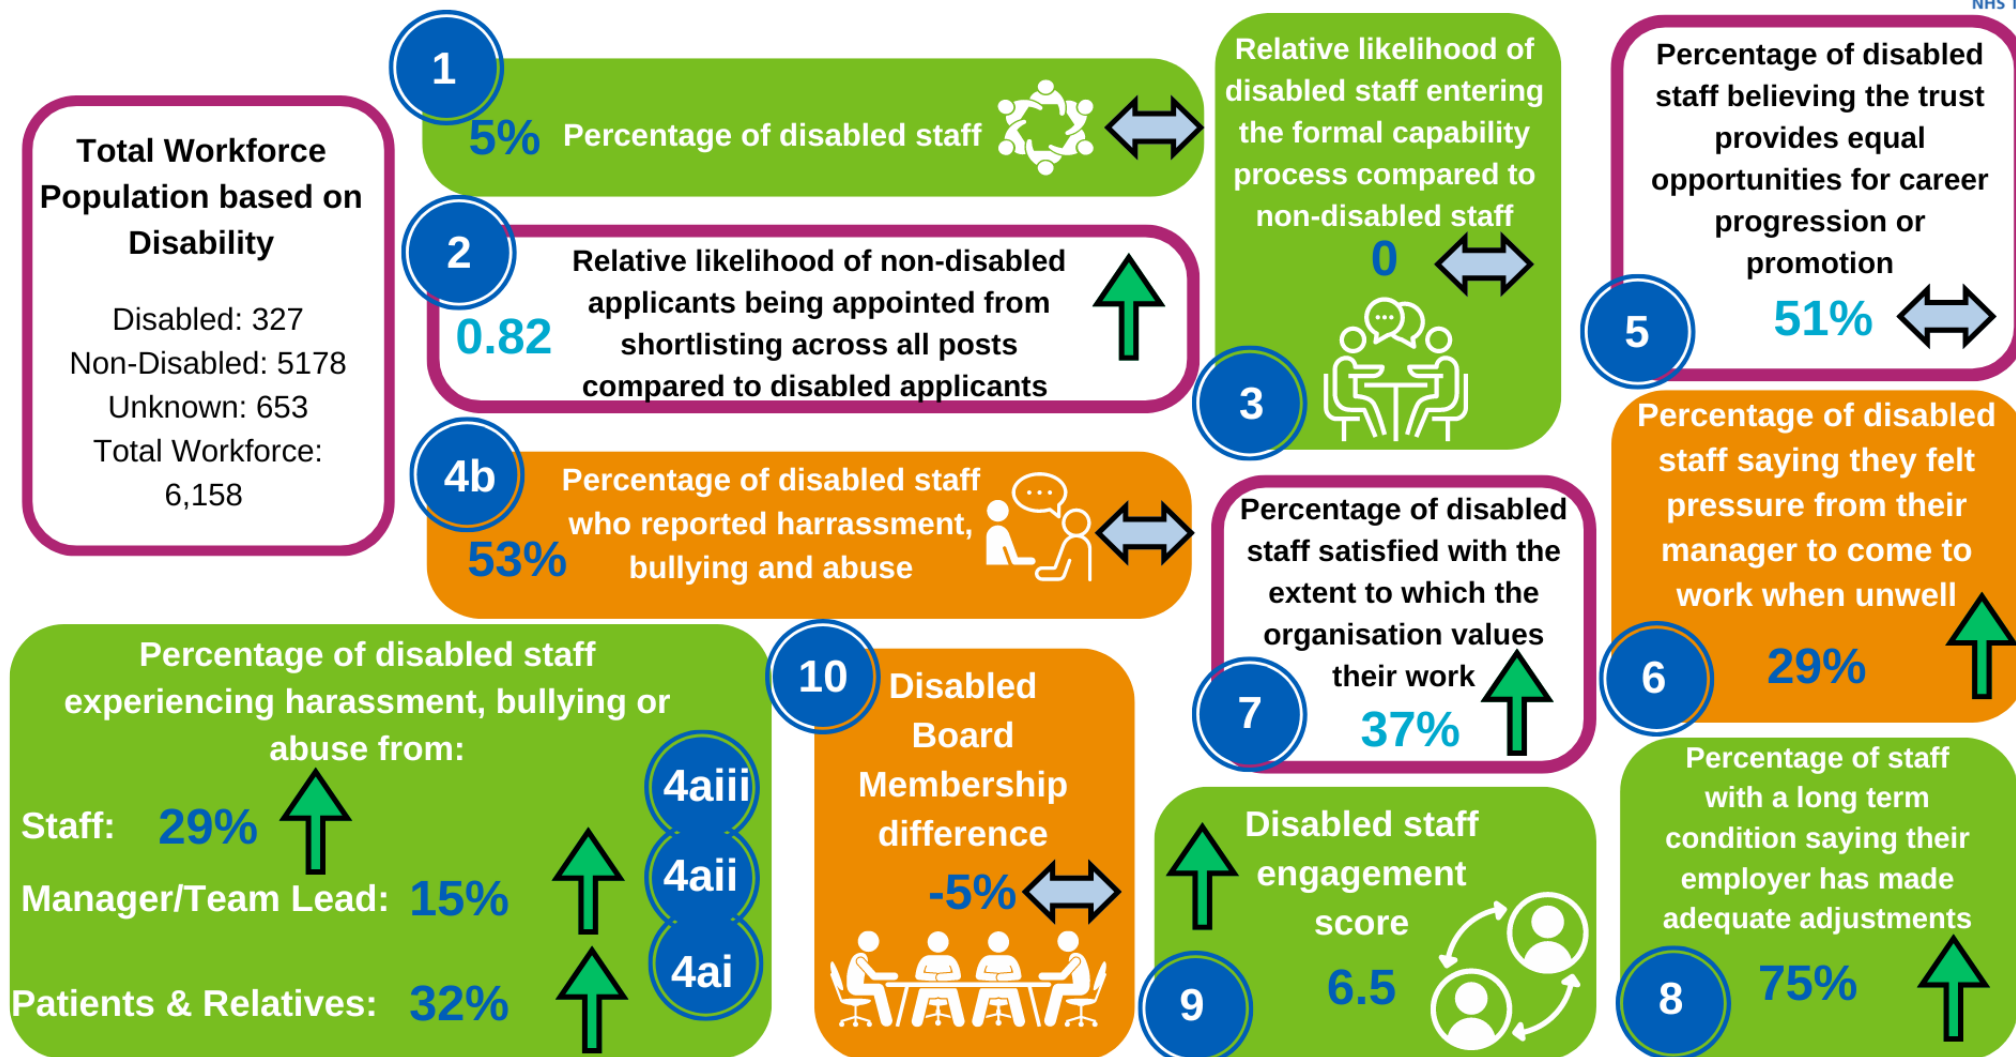 NHS
Total Workforce
Population based on
Disability
Disabled: 327
Non-Disabled: 5178
Unknown: 653
Total Workforce:
6,158
1
5%
Percentage of disabled staff
2
0.82
Relative likelihood of non-disabled
applicants being appointed from
shortlisting across all posts
compared to disabled applicants
Relative likelihood of
disabled staff entering
the formal capability
process compared to
non-disabled staff
0
3
4b
53%
Percentage of disabled staff
who reported harrassment,
bullying and abuse
Percentage of disabled
staff believing the trust
provides equal
opportunities for career
progression or
promotion
51%
5
Percentage of disabled
staff saying they felt
pressure from their
manager to come to
work when unwell
29%
6
Percentage of disabled
staff satisfied with the
extent to which the
organisation values
their work
37%
7
Percentage of disabled staff
experiencing harassment, bullying or
abuse from:
Staff: 29%
4aiii
Manager/Team Lead: 15%
4aii
Patients & Relatives: 32%
4ai
10
Disabled
Board
Membership
difference
-5%
Disabled staff
engagement
score
6.5
9
Percentage of staff
with a long term
condition saying their
employer has made
adequate adjustments
75%
8